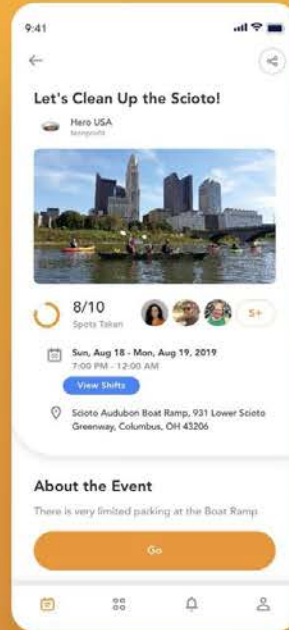 9:41
Let's Clean Up the Scioto!
Hero USA
8/10
Spots Taken
5+
Sun, Aug 18 - Mon, Aug 19, 2019
7:00 PM - 12:00 AM
View Shifts
Scioto Audubon Boat Ramp, 931 Lower Scioto
Greenway, Columbus, OH 43206
About the Event
There is very limited parking at the Boat Ramp
Go